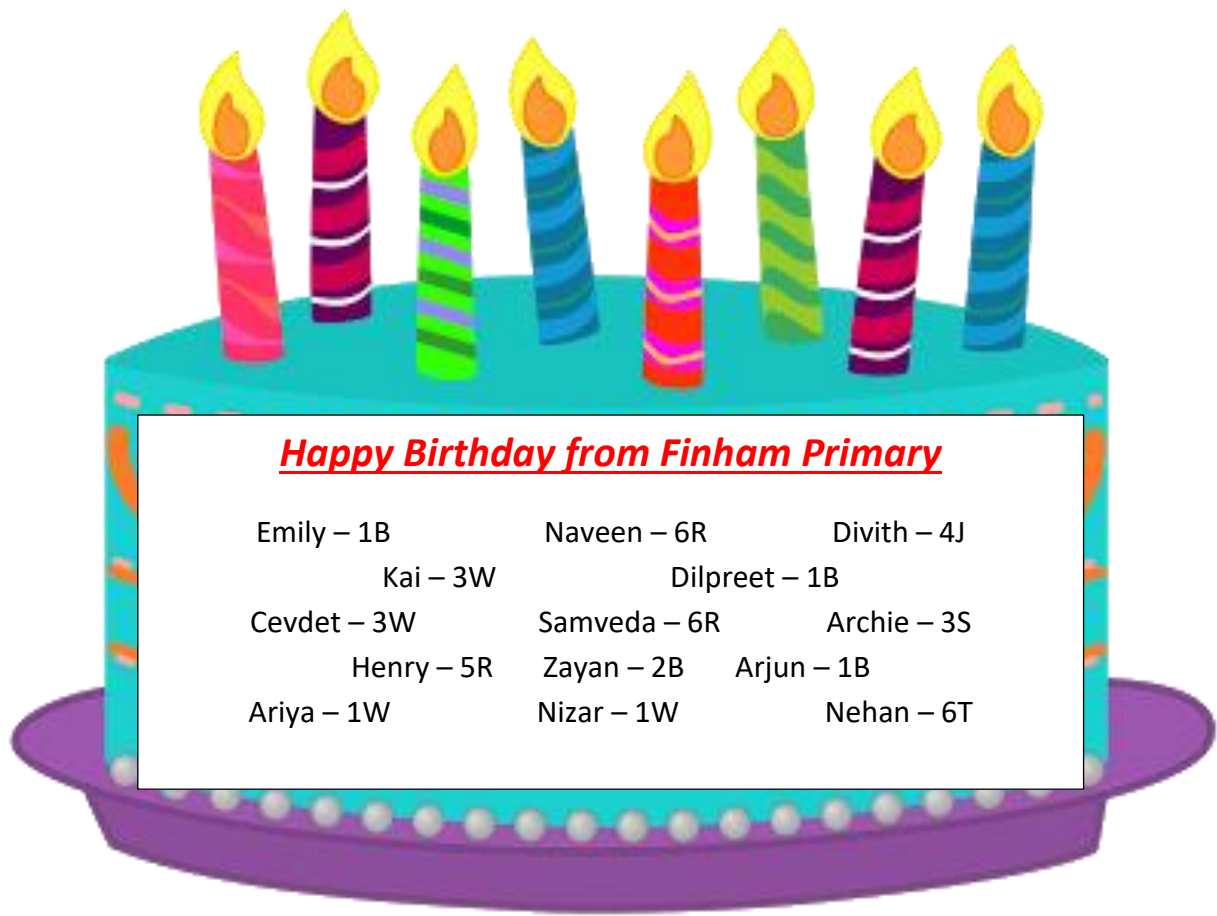 Happy Birthday from Finham Primary
Emily – 1B Naveen – 6R Divith – 4J
Kai – 3W Dilpreet – 1B
Cevdet – 3W Samveda – 6R Archie – 3S
Henry – 5R Zayan – 2B Arjun – 1B
Ariya – 1W Nizar – 1W Nehan – 6T